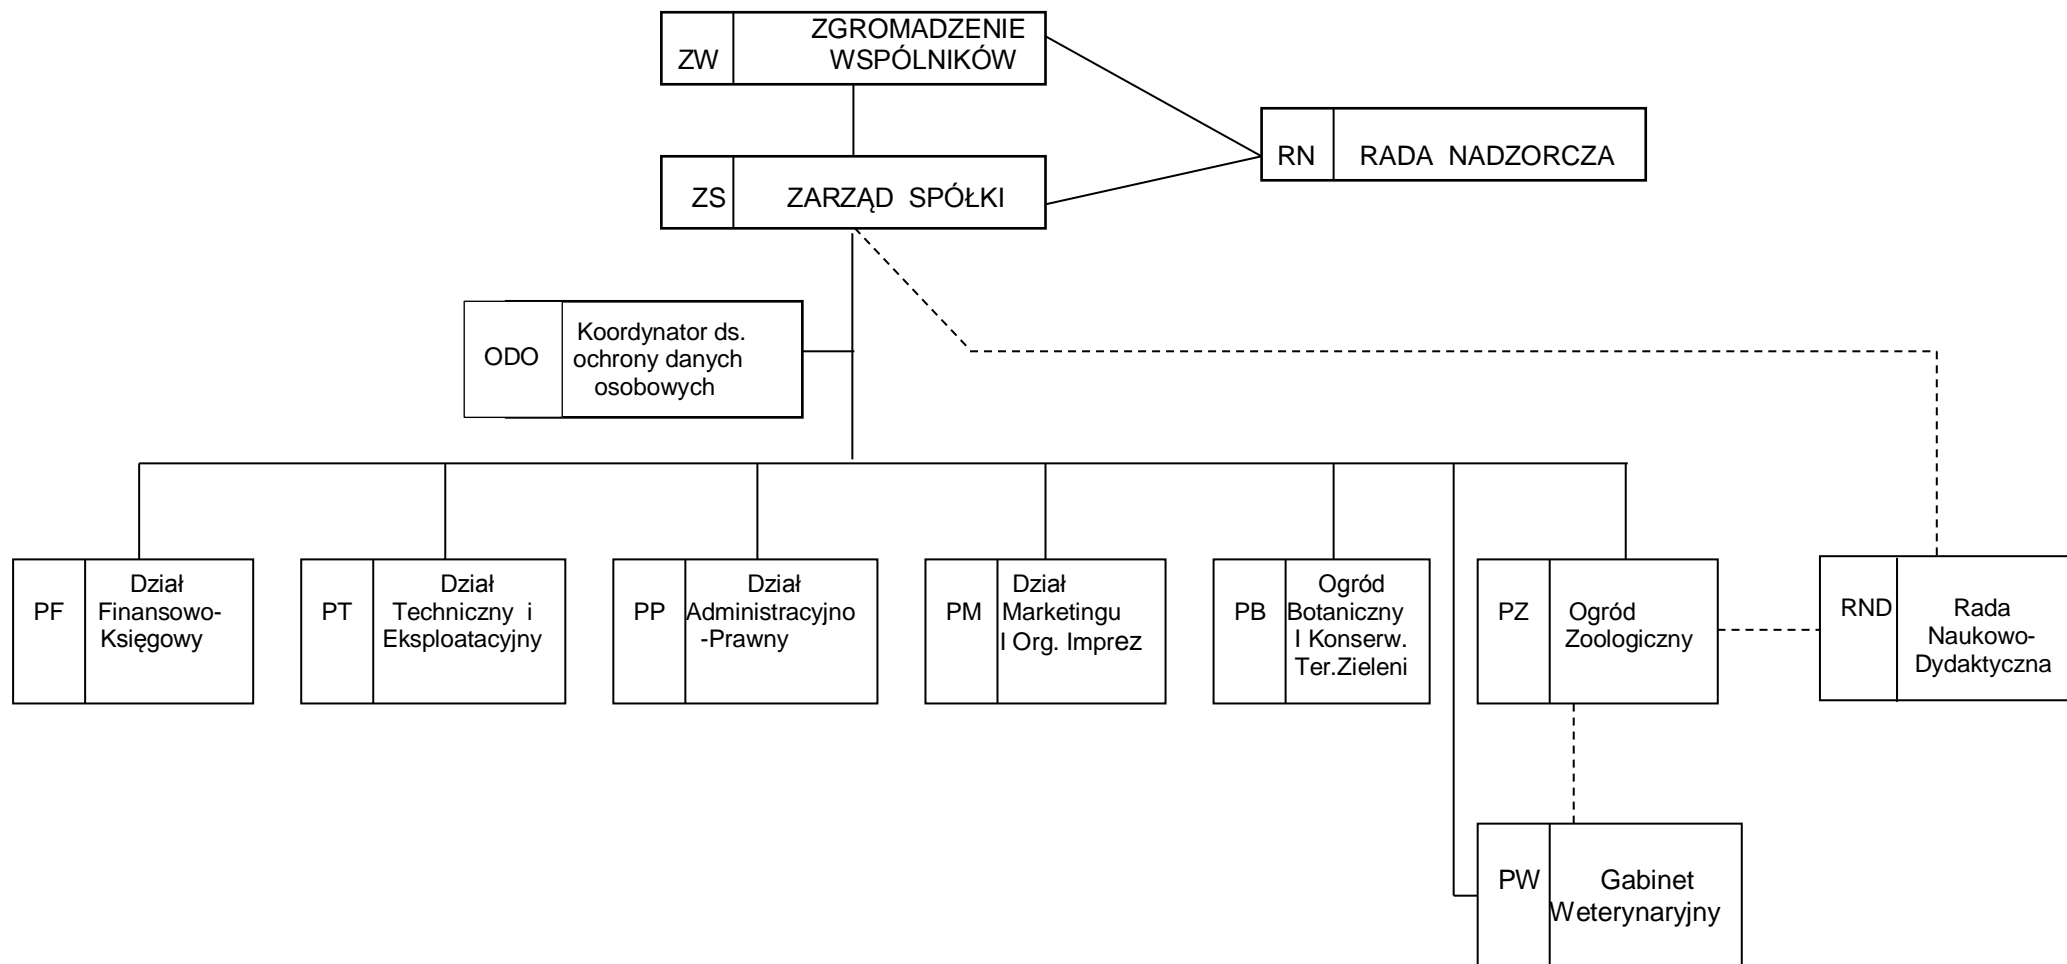 ZGROMADZENIE
ZW WSPÓLNIKÓW
RN RADA NADZORCZA
ZS ZARZĄD SPÓŁKI
Koordynator ds.
ODO ochrony danych
osobowych
Dział
PF Finansowo-
Księgowy
Dział
PT Techniczny i
Eksploatacyjny
Dział
PP Administracyjno
-Prawny
Dział
PM Marketingu
I Org. Imprez
Ogród
PB Botaniczny
I Konserw.
Ter.Zieleni
PZ Ogród
Zoologiczny
RND Rada
Naukowo-
Dydaktyczna
PW Gabinet
Weterynaryjny